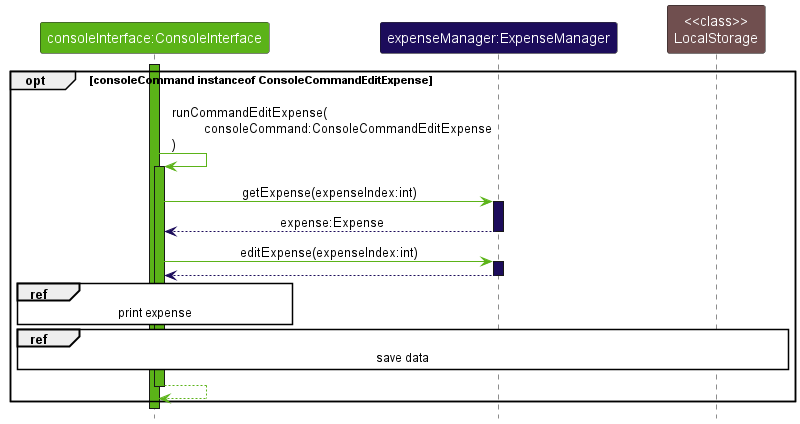 consoleInterface:ConsoleInterface
expenseManager:ExpenseManager
<<class>>
LocalStorage
opt
[consoleCommand instanceof ConsoleCommandEditExpense]
runCommandEditExpense(
consoleCommand:ConsoleCommandEditExpense
)
getExpense(expenseIndex:int)
expense:Expense
editExpense(expenseIndex:int)
ref
print expense
ref
save data